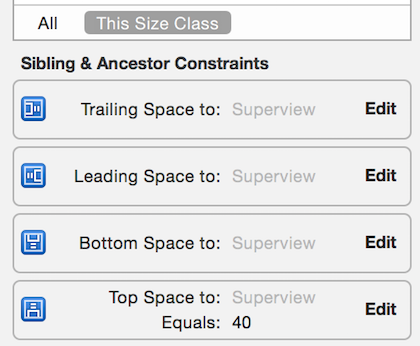 All This Size Class
Sibling & Ancestor Constraints
Trailing Space to: Superview Edit
Leading Space to: Superview Edit
Bottom Space to: Superview Edit
Top Space to: Superview
Equals: 40 Edit